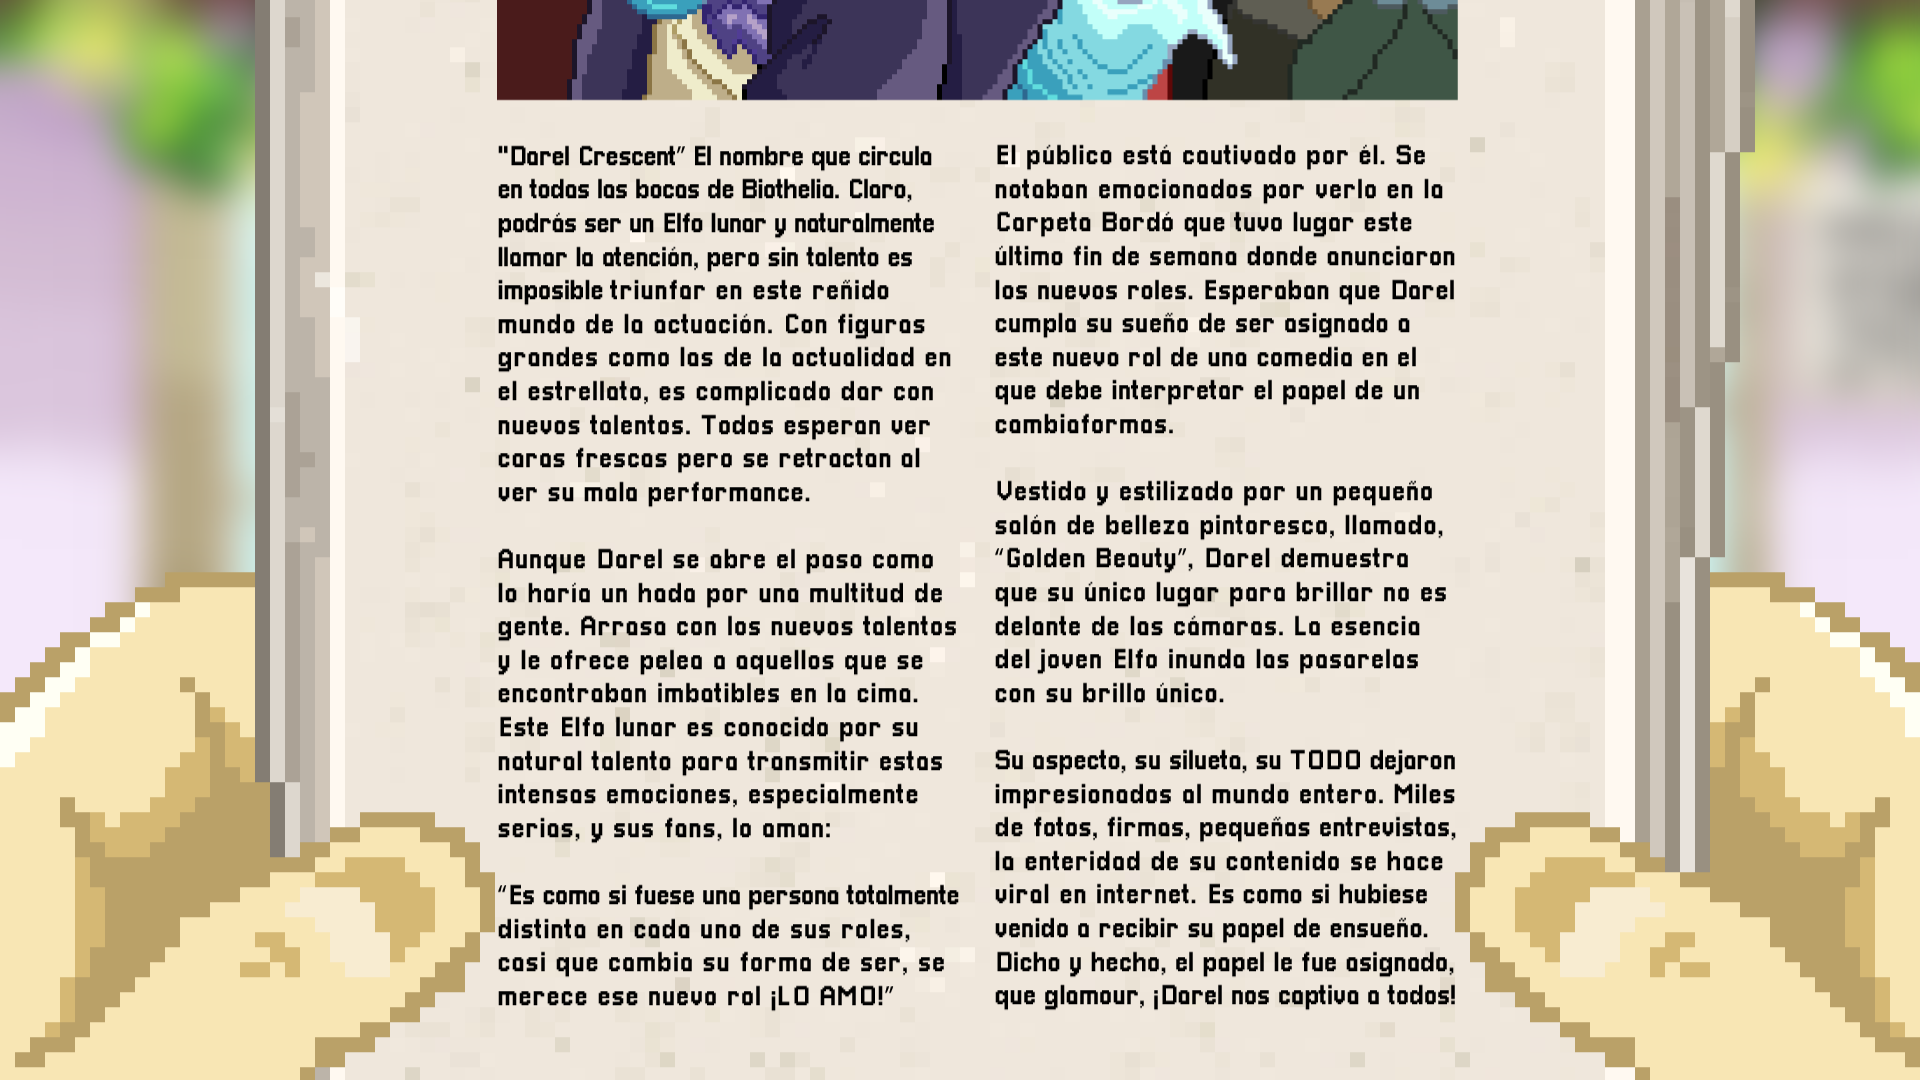 "Darel Crescent" El nombre que circula
en todas las bocas de Biothelia. Claro,
podrás ser un Elfo lunar y naturalmente
llamar la atención, pero sin talento es
imposible triunfar en este reñido
mundo de la actuación. Con figuras
grandes como las de la actualidad en
el estrellato, es complicado dar con
nuevos talentos. Todos esperan ver
caras frescas pero se retractan al
ver su mala performance.
Aunque Darel se abre el paso como
lo haría un hada por una multitud de
gente. Arrasa con los nuevos talentos
y le ofrece pelea a aquellos que se
encontraban imbatibles en la cima.
Este Elfo lunar es conocido por su
natural talento para transmitir estas
intensas emociones, especialmente
serias, y sus fans, lo aman:
“Es como si fuese una persona totalmente
distinta en cada uno de sus roles,
casi que cambia su forma de ser, se
merece ese nuevo rol ¡LO AMO!”
El público está cautivado por él. Se
notaban emocionados por verlo en la
Carpeta Bordó que tuvo lugar este
último fin de semana donde anunciaron
los nuevos roles. Esperaban que Darel
cumpla su sueño de ser asignado a
este nuevo rol de una comedia en el
que debe interpretar el papel de un
cambiaformas.
Vestido y estilizado por un pequeño
salón de belleza pintoresco, llamado,
“Golden Beauty”, Darel demuestra
que su único lugar para brillar no es
delante de las cámaras. La esencia
del joven Elfo inunda las pasarelas
con su brillo único.
Su aspecto, su silueta, su TODO dejaron
impresionados al mundo entero. Miles
de fotos, firmas, pequeñas entrevistas,
la enteridad de su contenido se hace
viral en internet. Es como si hubiese
venido a recibir su papel de ensueño.
Dicho y hecho, el papel le fue asignado,
que glamour, ¡Darel nos captiva a todos!